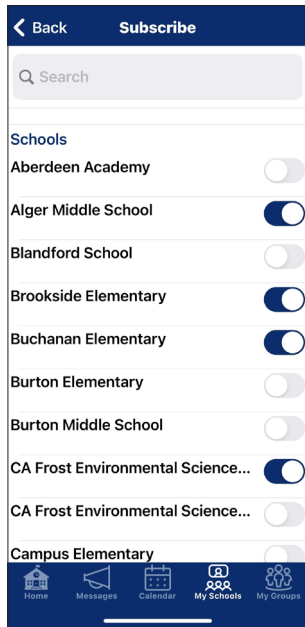 Back Subscribe
Search
Schools
Aberdeen Academy
Alger Middle School
Blandford School
Brookside Elementary
Buchanan Elementary
Burton Elementary
Burton Middle School
CA Frost Environmental Science...
CA Frost Environmental Science...
Campus Elementary
Home Messages Calendar My Schools My Groups